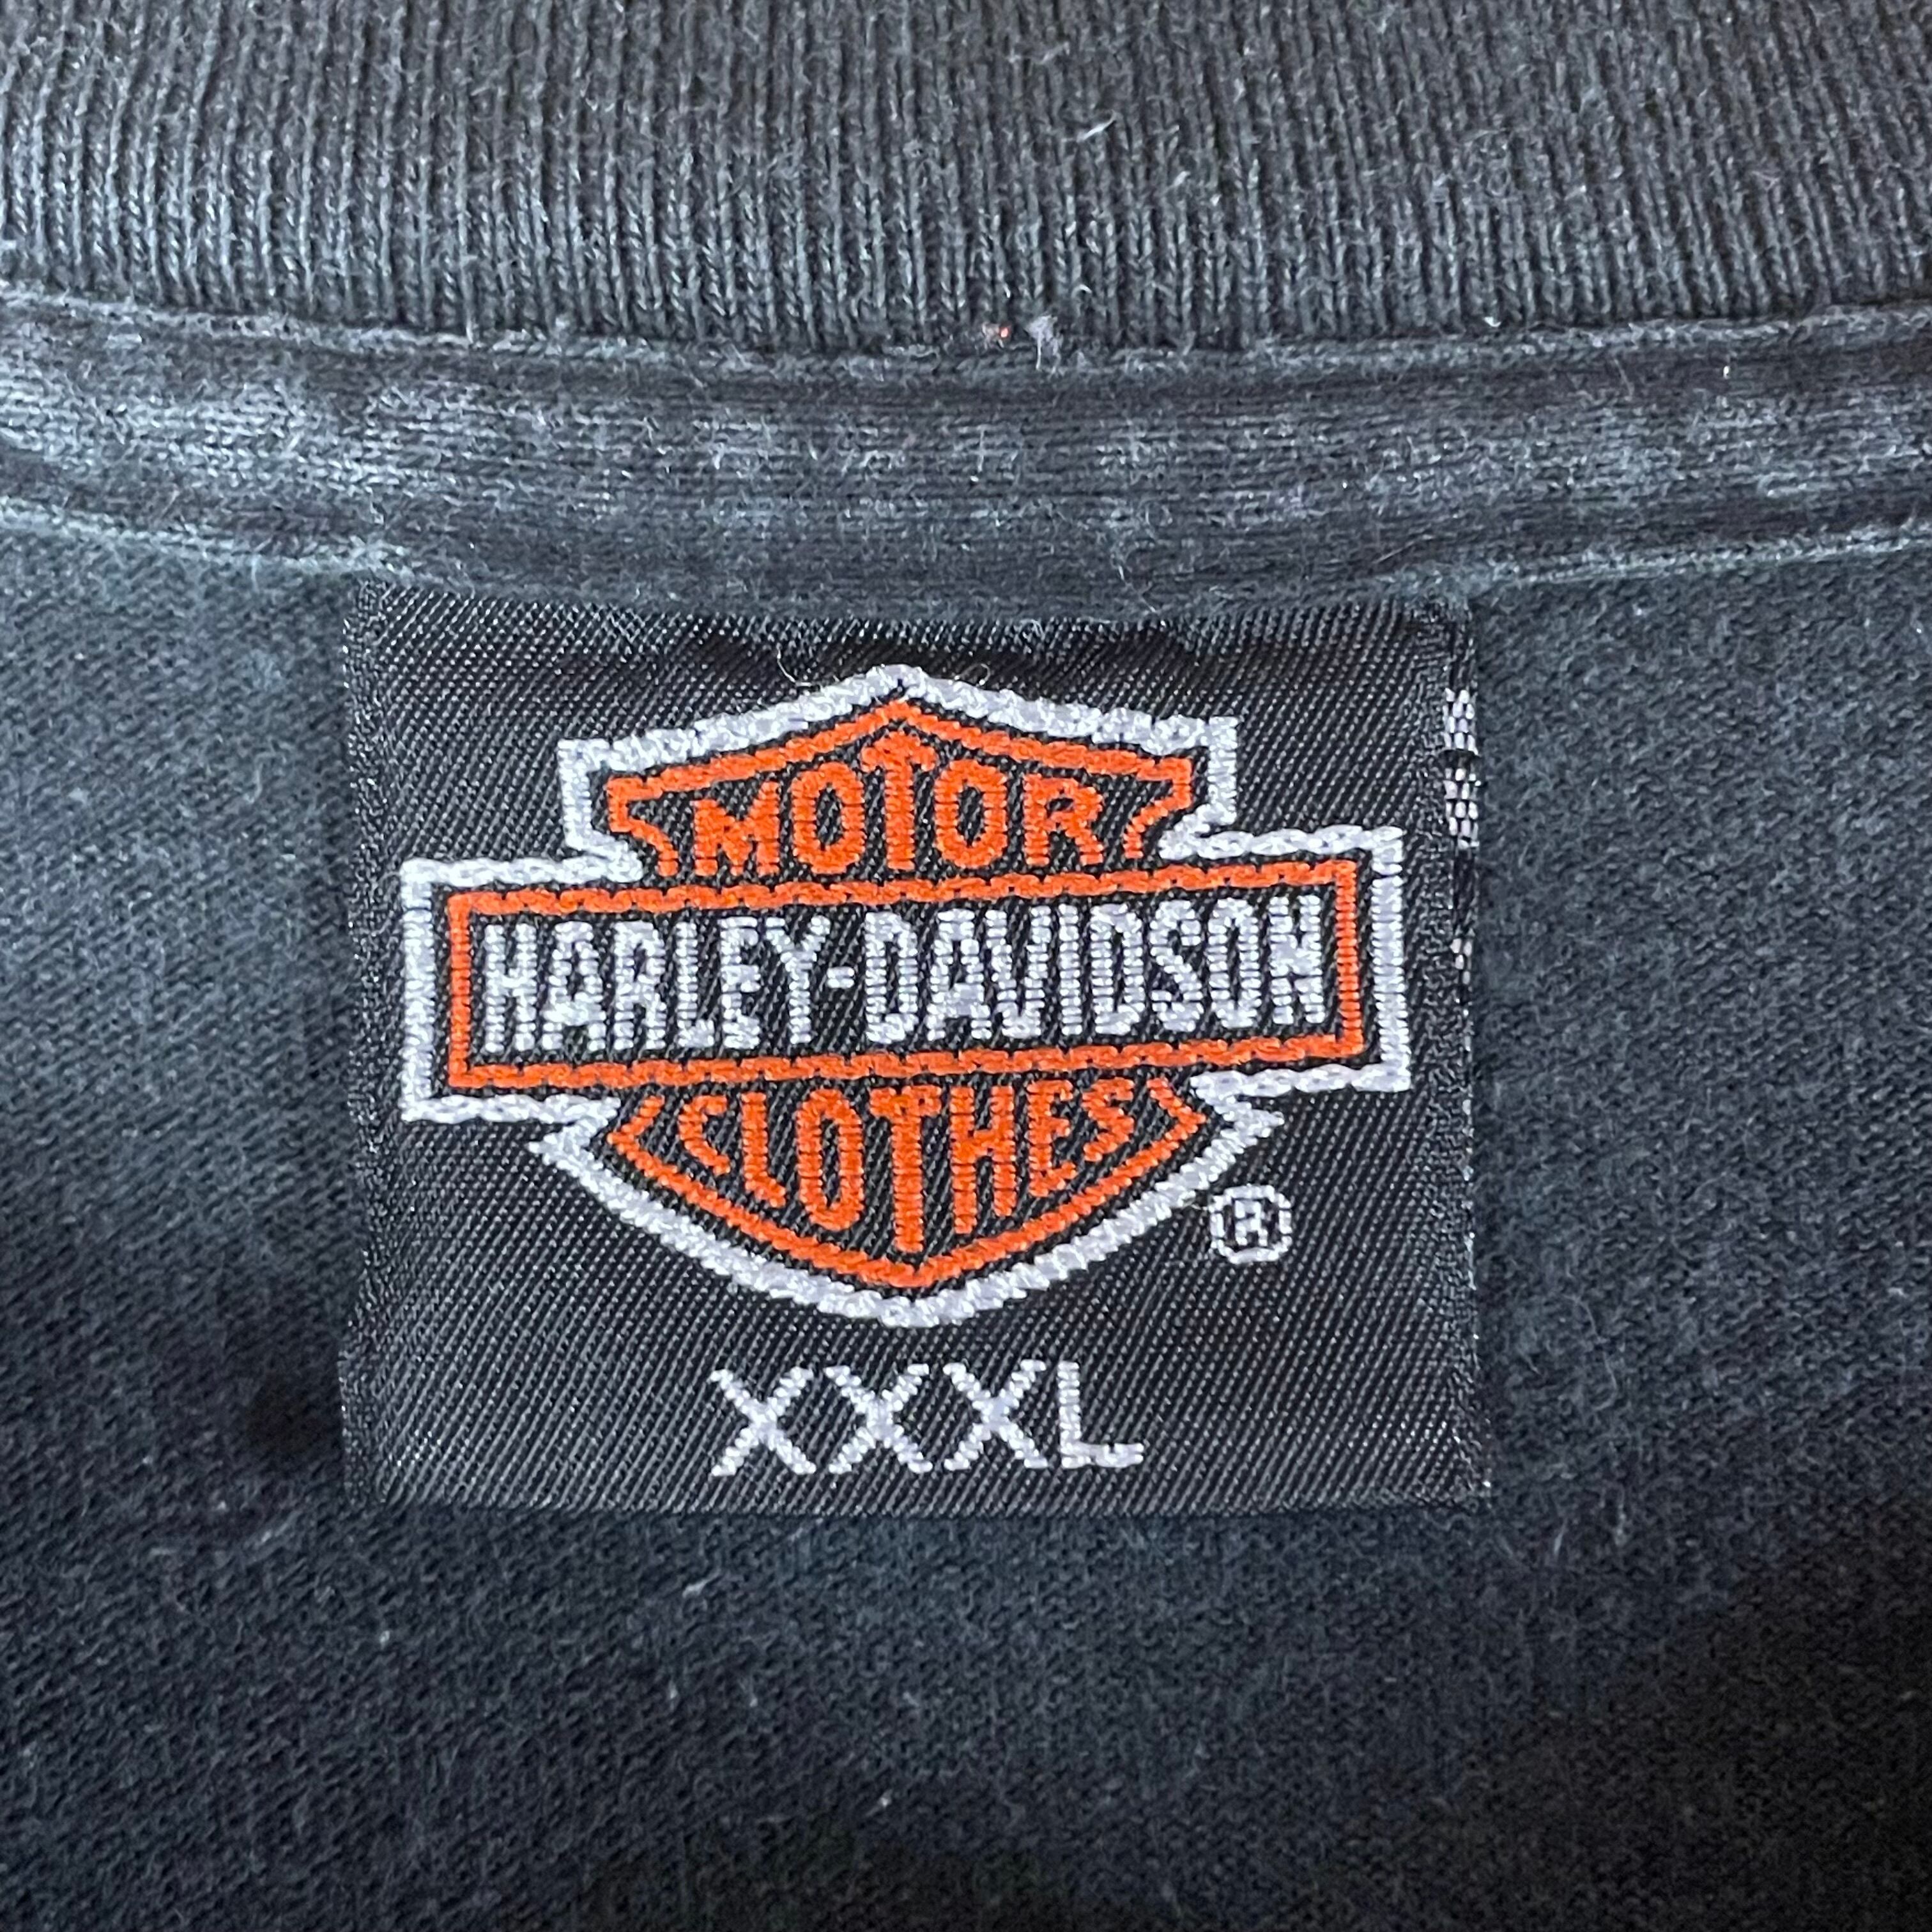 MOTOR
HARLEY-DAVIDSON
CLOTHES
®
XXXL